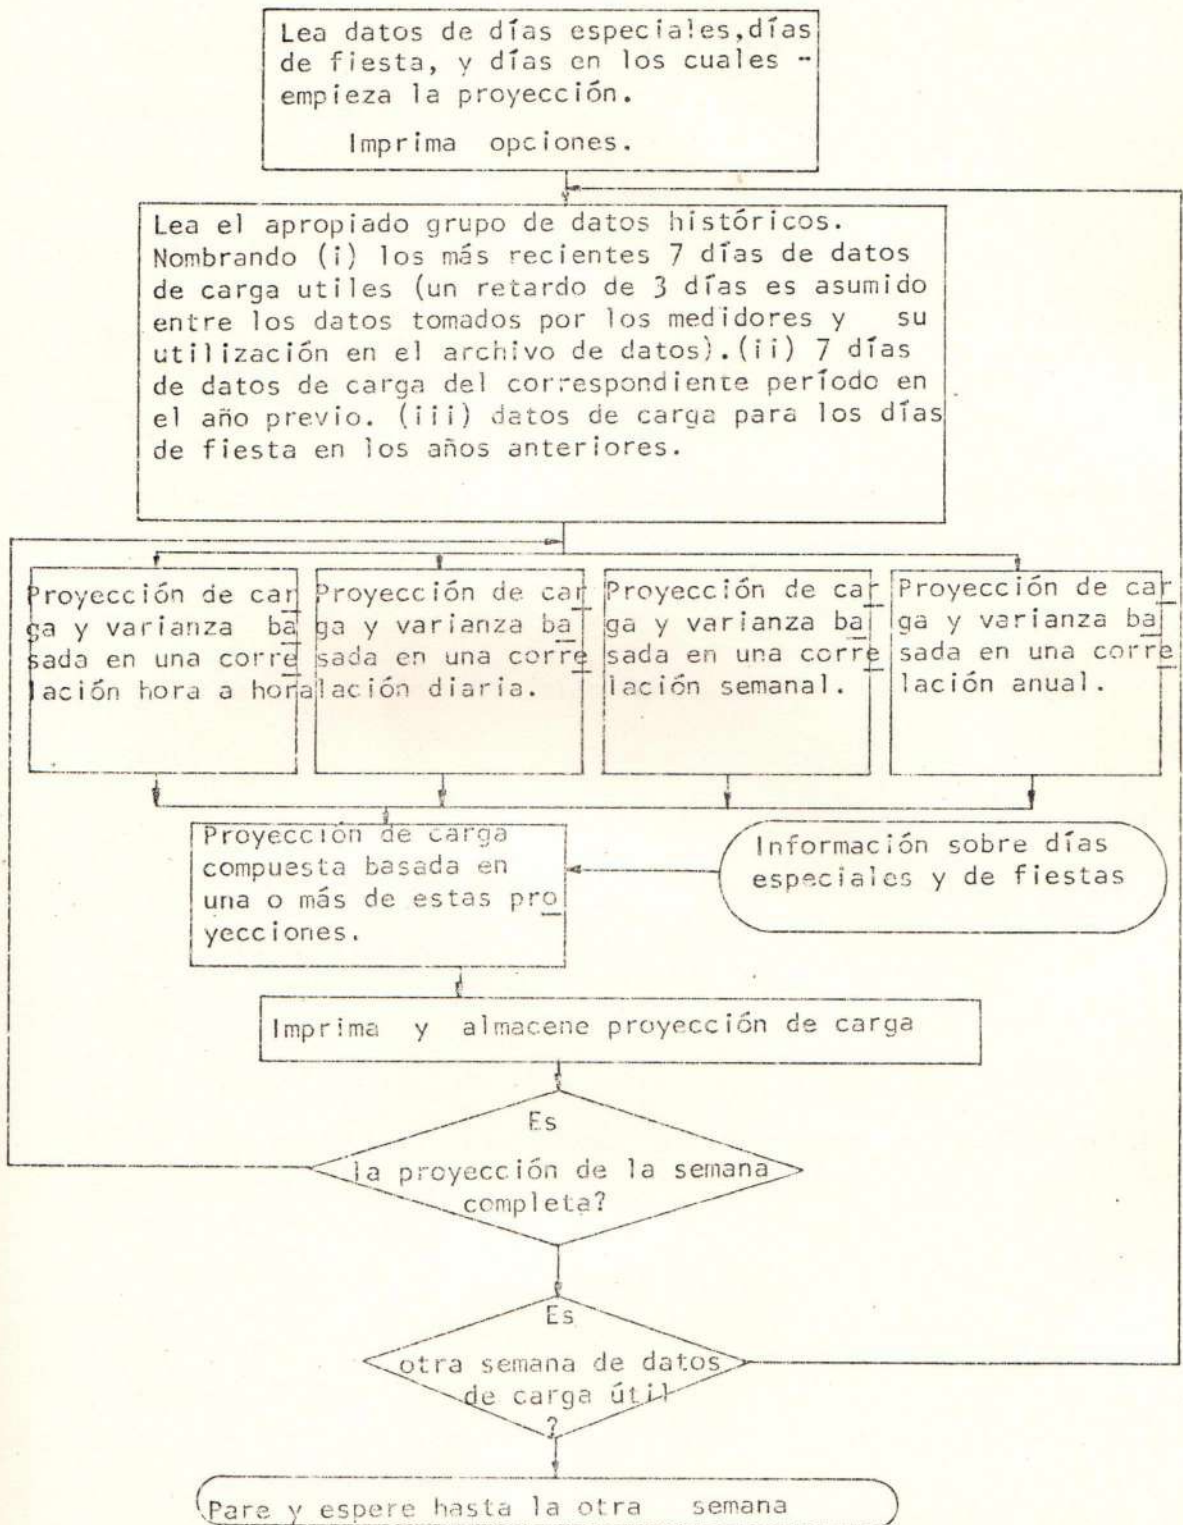 Lea datos de días especiales,días
de fiesta, y días en los cuales -
empieza la proyección.
Imprima opciones.
Lea el apropiado grupo de datos históricos.
Nombrando (i) los más recientes 7 días de datos
de carga utiles (un retardo de 3 días es asumido
entre los datos tomados por los medidores y su
utilización en el archivo de datos).(ii) 7 días
de datos de carga del correspondiente período en
el año previo. (iii) datos de carga para los días
de fiesta en los años anteriores.
Proyección de car
ga y varianza ba
sada en una corre
lación hora a hora
Proyección de car
ga y varianza ba
sada en una corre
lación diaria.
Proyección de car
ga y varianza ba
sada en una corre
lación semanal.
Proyección de car
ga y varianza ba
sada en una corre
lación anual.
Proyección de carga
compuesta basada en
una o más de estas pro
yecciones.
Información sobre días
especiales y de fiestas
Imprima y almacene proyección de carga
Es
la proyección de la semana
completa?
Es
otra semana de datos
de carga útil
?
Pare y espere hasta la otra semana